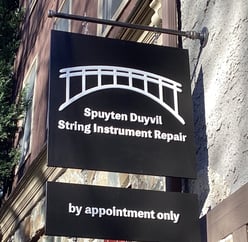 Spuyten Duyvil
String Instrument Repair
by appointment only